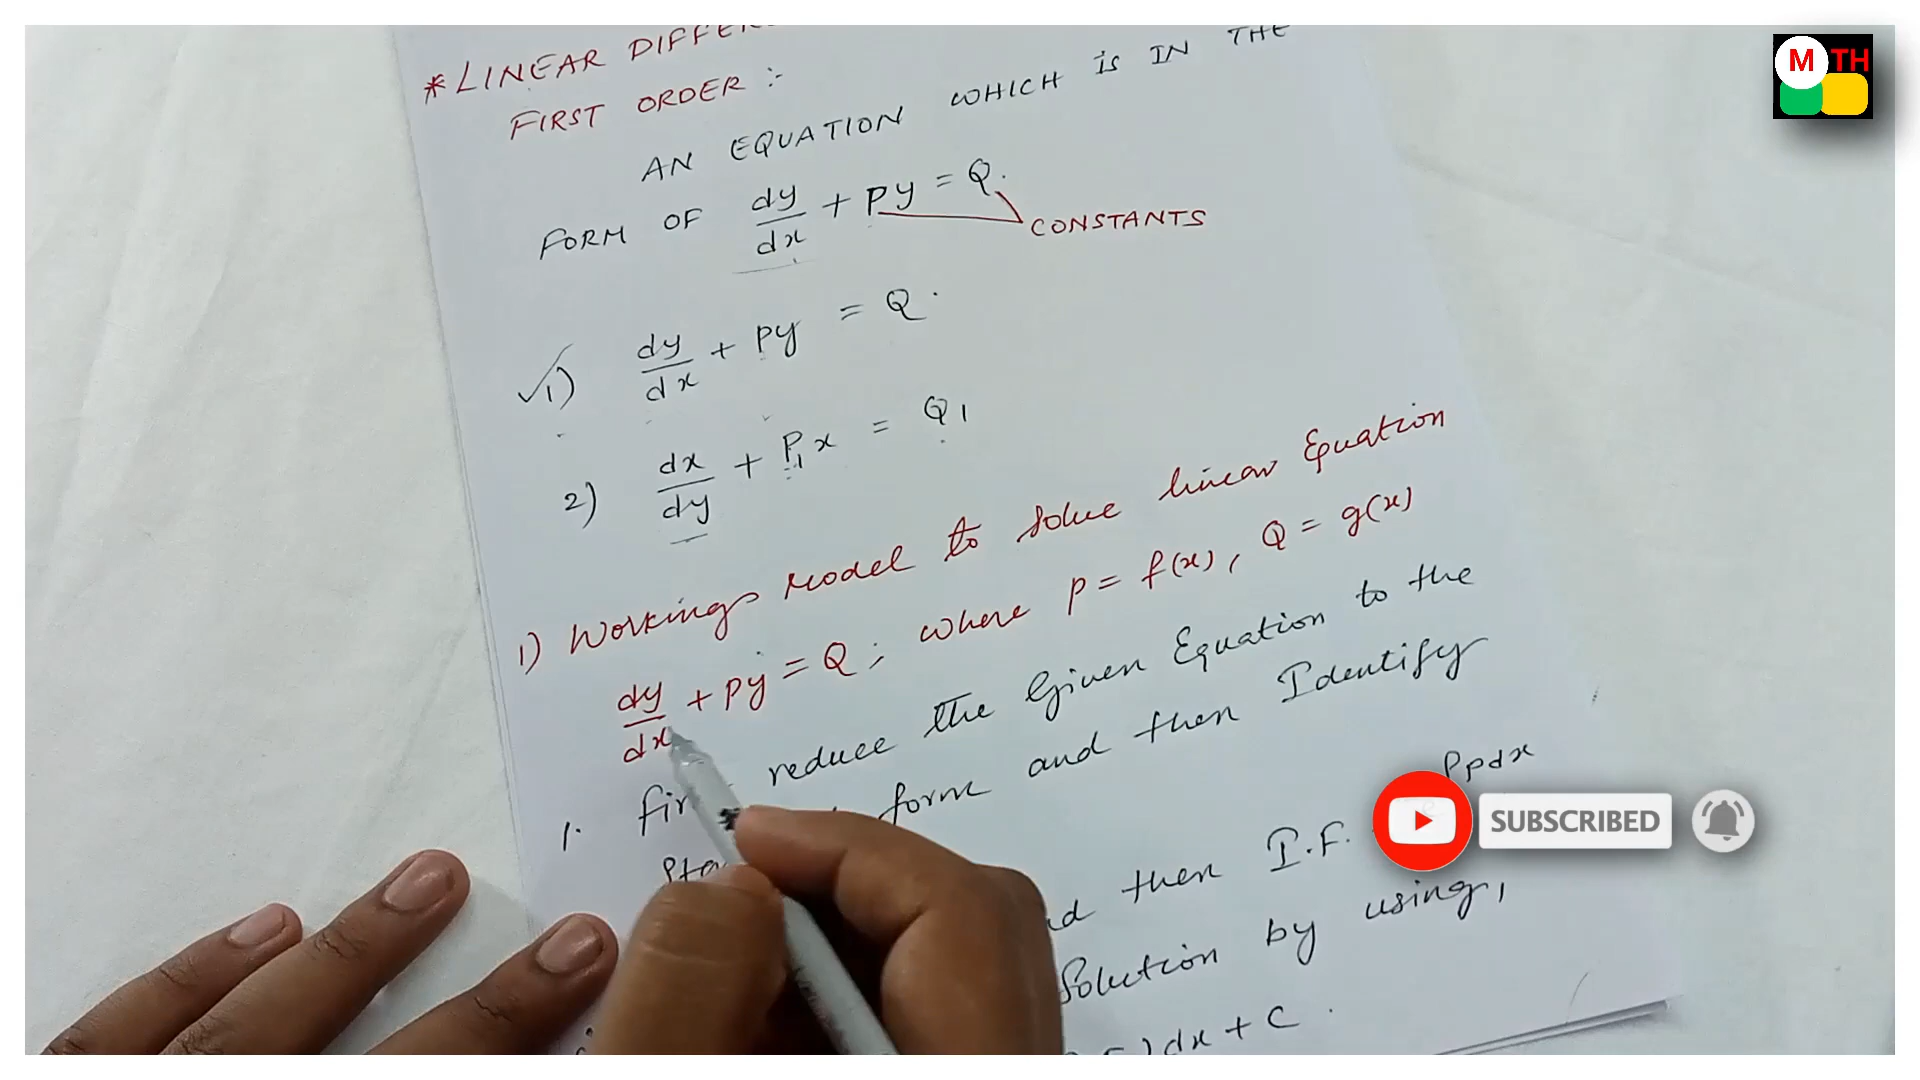 * LINEAR
FIRST ORDER :-
AN EQUATION WHICH is IN THE
FORM OF dy/dx + Py = Q.
CONSTANTS
1) dy/dx + Py = Q.
2) dx/dy + P₁x = Q₁
1) Workings Model to solve linear Equation
dy/dx + Py = Q ; where P = f(x), Q = g(x)
1. reduce the Given Equation to the
form and then Identify
then I.F. pdx
Solution by using,
)dx + C.
M TH
SUBSCRIBED